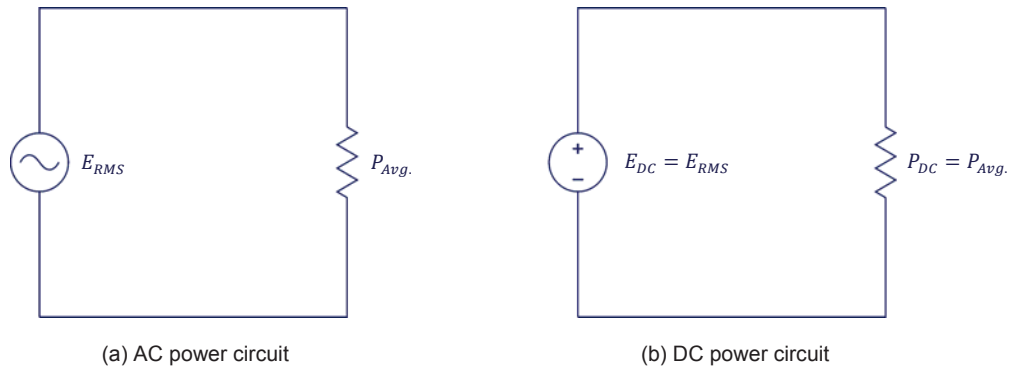 E_RMS
P_Avg.
+
−
E_DC = E_RMS
P_DC = P_Avg.
(a) AC power circuit
(b) DC power circuit